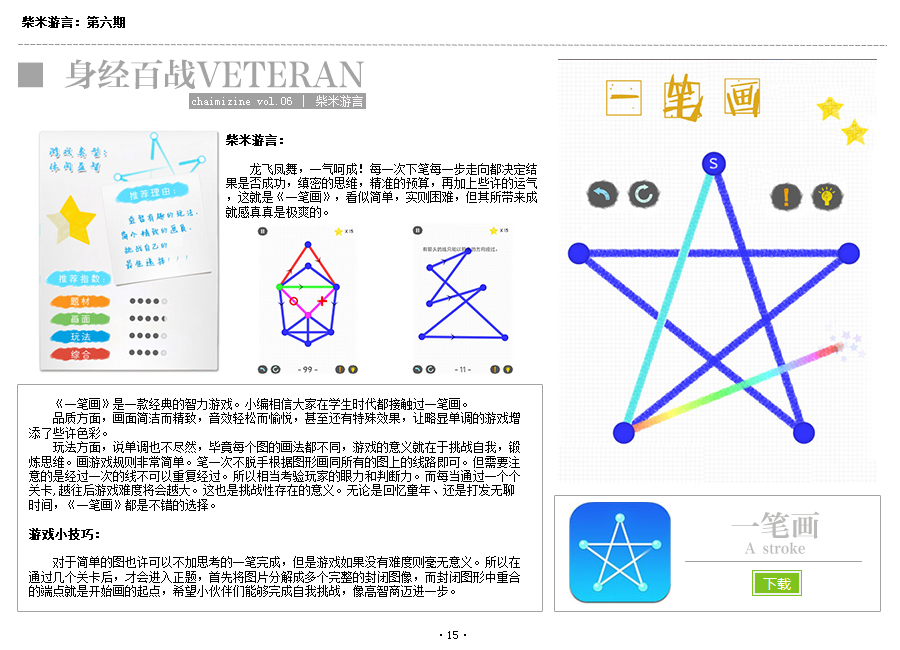 柴米游言：第六期
身经百战VETERAN
chaimizine vol.06 | 柴米游言
游戏类型：
休闲益智
推荐理由：
虽暂有趣的玩法，
每个精致的思良，
挑战自己的
最优选择！！！
推荐指数：
题材
画面
玩法
综合
柴米游言：
龙飞凤舞，一气呵成！每一次下笔每一步走向都决定结
果是否成功，缜密的思维，精准的预算，再加上些许的运气
，这就是《一笔画》，看似简单，实则困难，但其所带来成
就感真真是极爽的。
X 15
- 99 -
X 15
有箭头的线只能以箭头的方向经过。
- 11 -
《一笔画》是一款经典的智力游戏。小编相信大家在学生时代都接触过一笔画。
品质方面，画面简洁而精致，音效轻松而愉悦，甚至还有特殊效果，让略显单调的游戏增
添了些许色彩。
玩法方面，说单调也不尽然，毕竟每个图的画法都不同，游戏的意义就在于挑战自我，锻
炼思维。画游戏规则非常简单。笔一次不脱手根据图形画同所有的图上的线路即可。但需要注
意的是经过一次的线不可以重复经过。所以相当考验玩家的眼力和判断力。而每当通过一个个
关卡,越往后游戏难度将会越大。这也是挑战性存在的意义。无论是回忆童年、还是打发无聊
时间，《一笔画》都是不错的选择。
游戏小技巧：
对于简单的图也许可以不加思考的一笔完成，但是游戏如果没有难度则毫无意义。所以在
通过几个关卡后，才会进入正题，首先将图片分解成多个完整的封闭图像，而封闭图形中重合
的端点就是开始画的起点，希望小伙伴们能够完成自我挑战，像高智商迈进一步。
一笔画
S
一笔画
A stroke
下载
· 15 ·